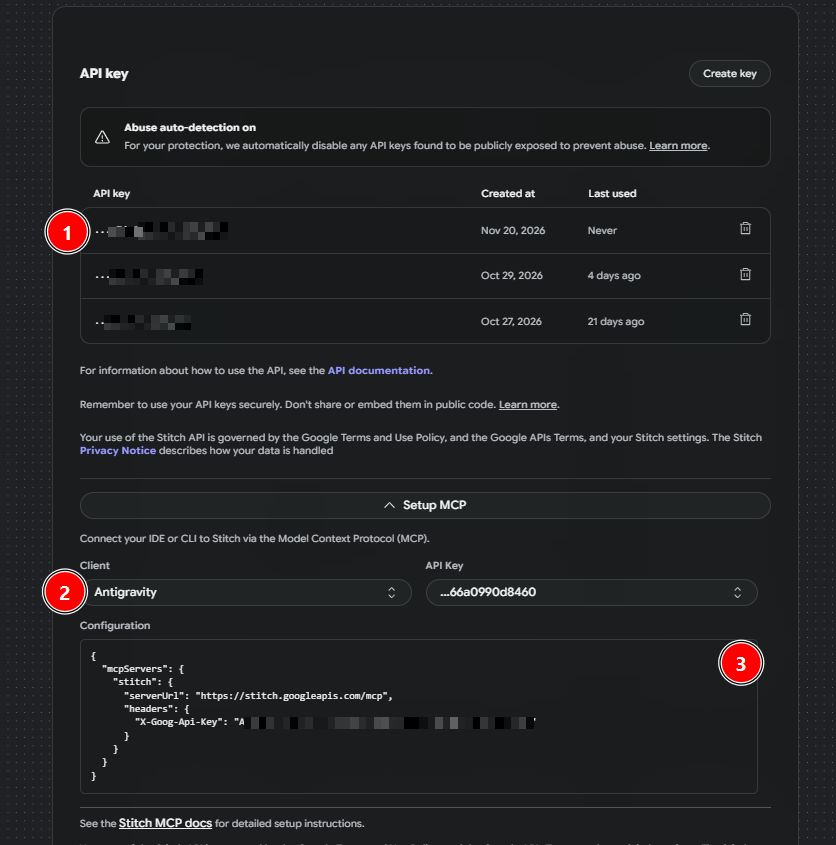 API key
Create key
Abuse auto-detection on
For your protection, we automatically disable any API keys found to be publicly exposed to prevent abuse. Learn more.
API key Created at Last used
1
... Nov 20, 2026 Never
... Oct 29, 2026 4 days ago
.. Oct 27, 2026 21 days ago
For information about how to use the API, see the API documentation.
Remember to use your API keys securely. Don't share or embed them in public code. Learn more.
Your use of the Stitch API is governed by the Google Terms and Use Policy, and the Google APIs Terms, and your Stitch settings. The Stitch
Privacy Notice describes how your data is handled
Setup MCP
Connect your IDE or CLI to Stitch via the Model Context Protocol (MCP).
Client API Key
2 Antigravity ...66a0990d8460
Configuration
3
{
"mcpServers": {
"stitch": {
"serverUrl": "https://stitch.googleapis.com/mcp",
"headers": {
"X-Goog-Api-Key": "A
}
}
}
}
See the Stitch MCP docs for detailed setup instructions.